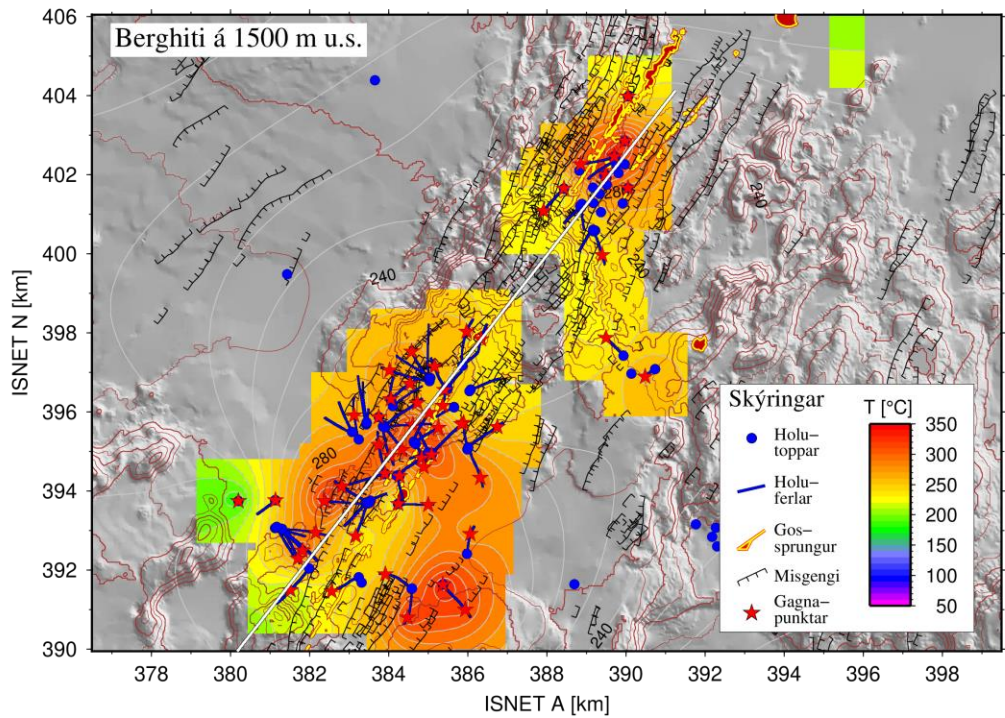 Berghiti á 1500 m u.s.
406
404
402
400
398
396
394
392
390
ISNET N [km]
240
240
280
240
240
280
240
Skýringar
Holu–
toppar
Holu–
ferlar
Gos–
sprungur
Misgengi
Gagna–
punktar
T [°C]
350
300
250
200
150
100
50
378
380
382
384
386
388
390
392
394
396
398
ISNET A [km]